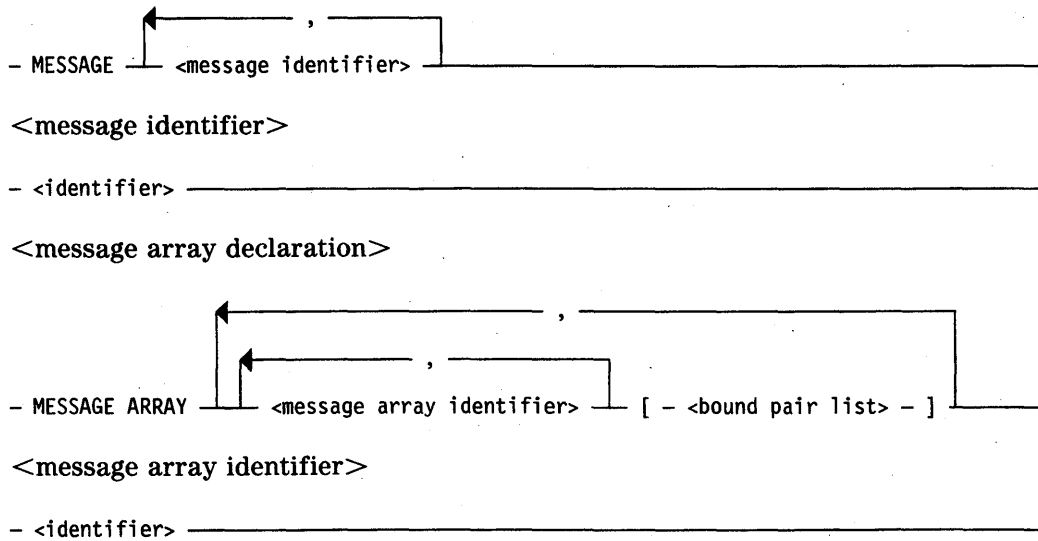 ,
– MESSAGE <message identifier>
<message identifier>
– <identifier>
<message array declaration>
,
,
– MESSAGE ARRAY <message array identifier> [ – <bound pair list> – ]
<message array identifier>
– <identifier>